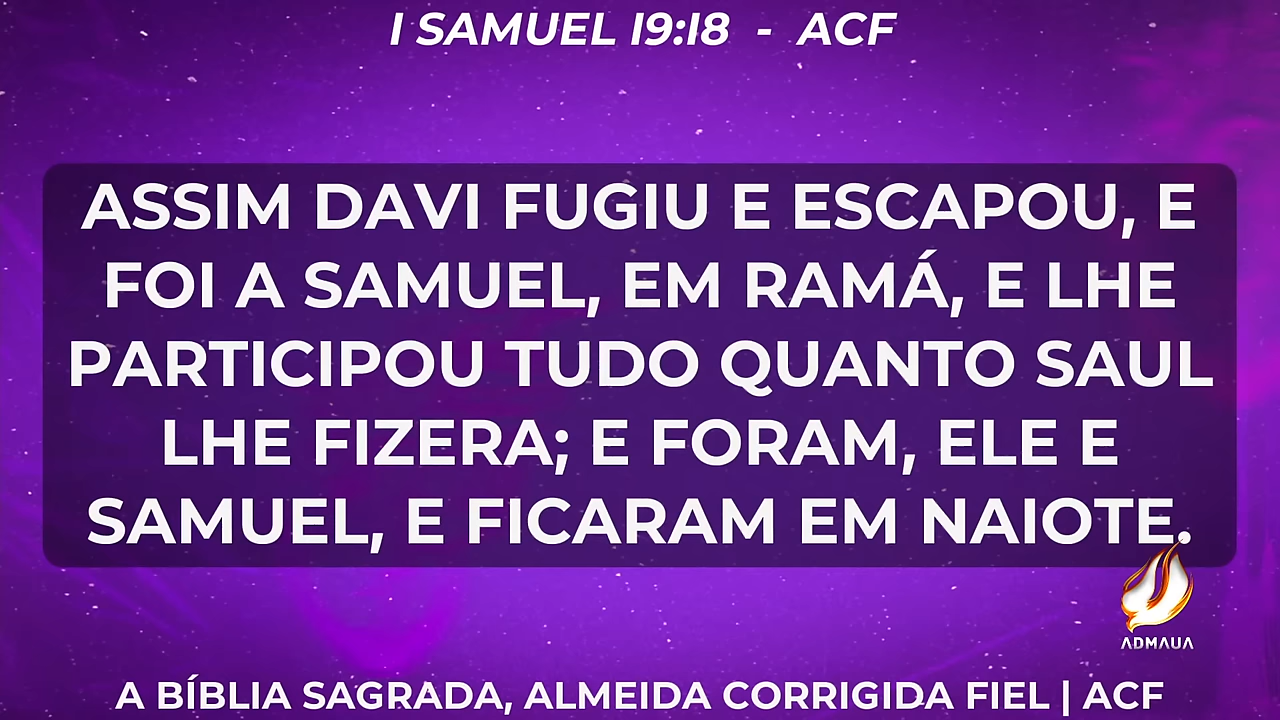 I SAMUEL 19:18 - ACF
ASSIM DAVI FUGIU E ESCAPOU, E
FOI A SAMUEL, EM RAMÁ, E LHE
PARTICIPOU TUDO QUANTO SAUL
LHE FIZERA; E FORAM, ELE E
SAMUEL, E FICARAM EM NAIOTE.
ADMAUA
A BÍBLIA SAGRADA, ALMEIDA CORRIGIDA FIEL | ACF